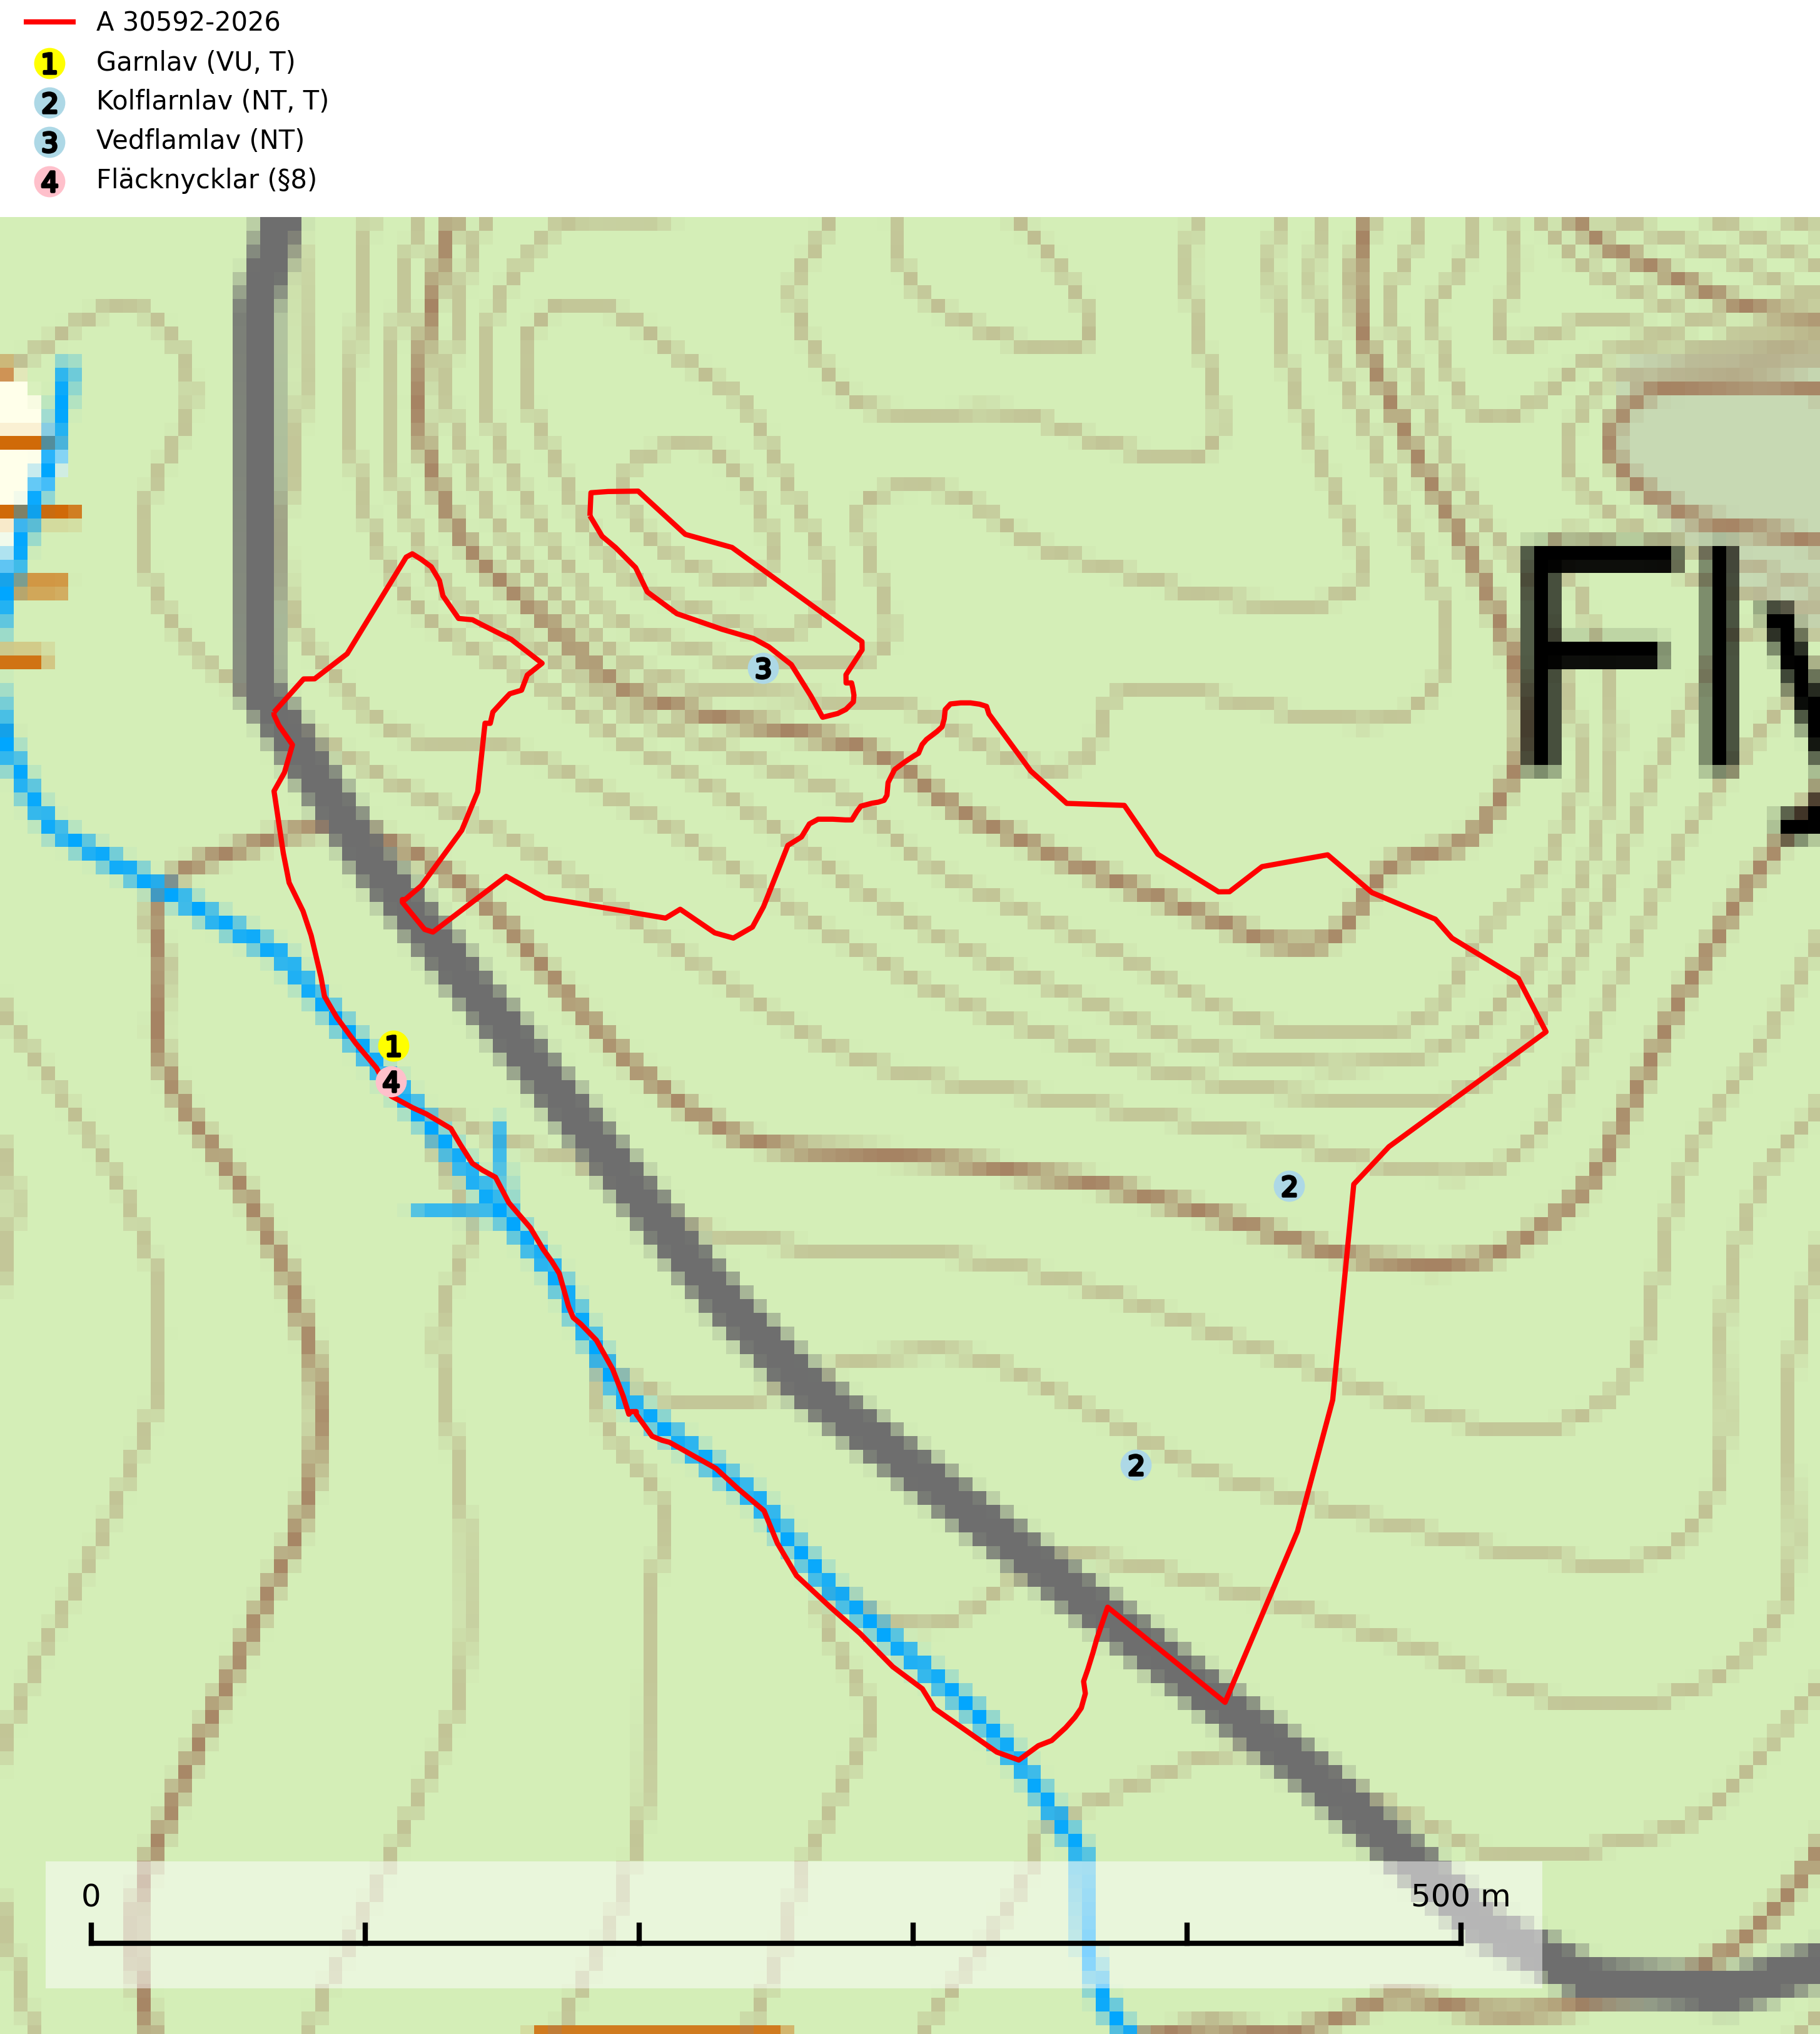 A 30592-2026
1 Garnlav (VU, T)
2 Kolflarnlav (NT, T)
3 Vedflamlav (NT)
4 Fläcknycklar (§8)
Fl
3
1
4
2
2
0 500 m